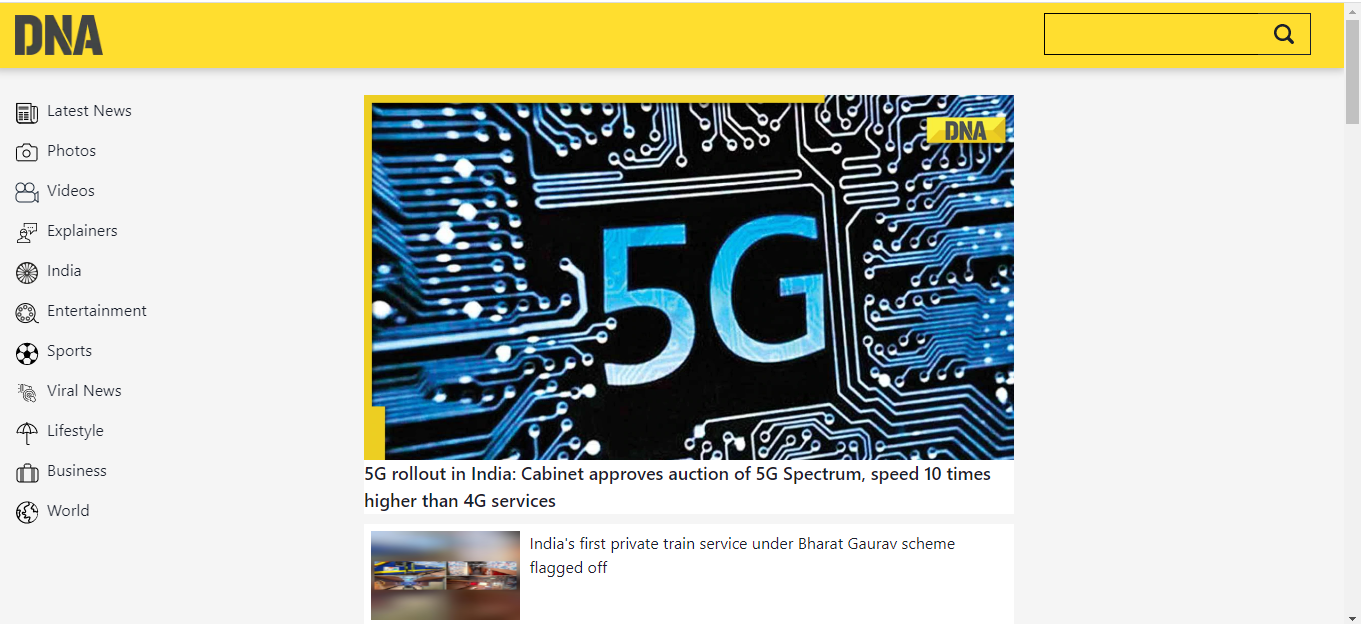 DNA
Latest News
Photos
Videos
Explainers
India
Entertainment
Sports
Viral News
Lifestyle
Business
World
DNA
5G
5G rollout in India: Cabinet approves auction of 5G Spectrum, speed 10 times
higher than 4G services
India's first private train service under Bharat Gaurav scheme
flagged off